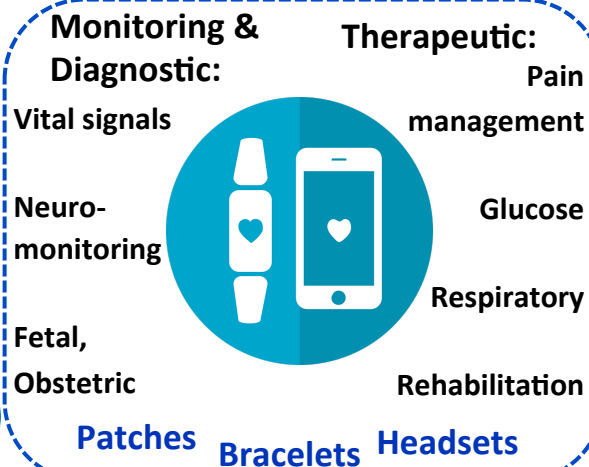 Monitoring &
Diagnostic:
Vital signals
Neuro-
monitoring
Fetal,
Obstetric
Therapeutic:
Pain
management
Glucose
Respiratory
Rehabilitation
Patches
Bracelets
Headsets